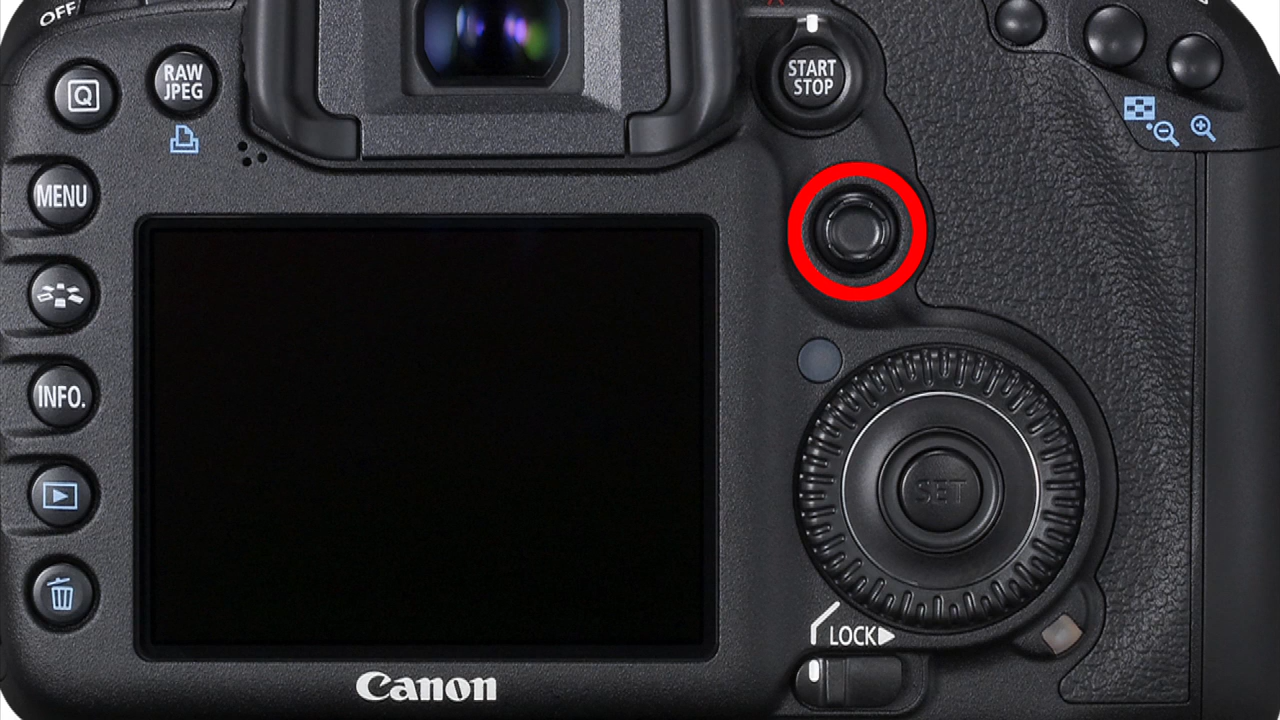 OFF
RAW
JPEG
Q
START
STOP
MENU
INFO.
SET
LOCK
Canon